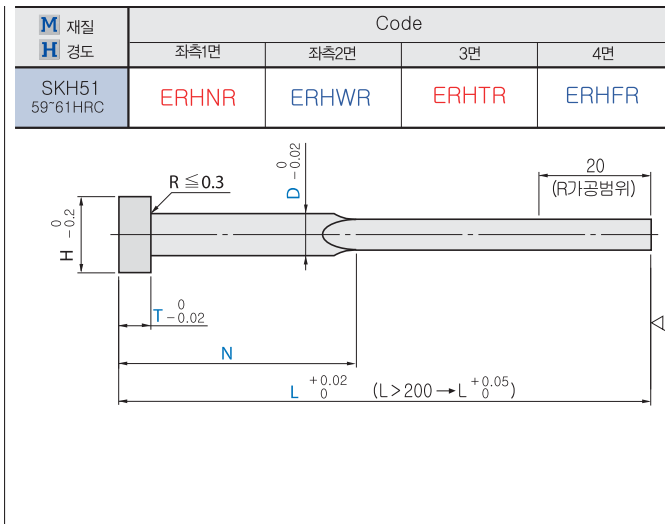 M 재질
H 경도
Code
좌측1면 좌측2면 3면 4면
SKH51
59~61HRC
ERHNR ERHWR ERHTR ERHFR
R≦0.3
D 0 -0.02
20
(R가공범위)
H 0 -0.2
T 0 -0.02
N
L +0.02 0 (L>200→L +0.05 0)